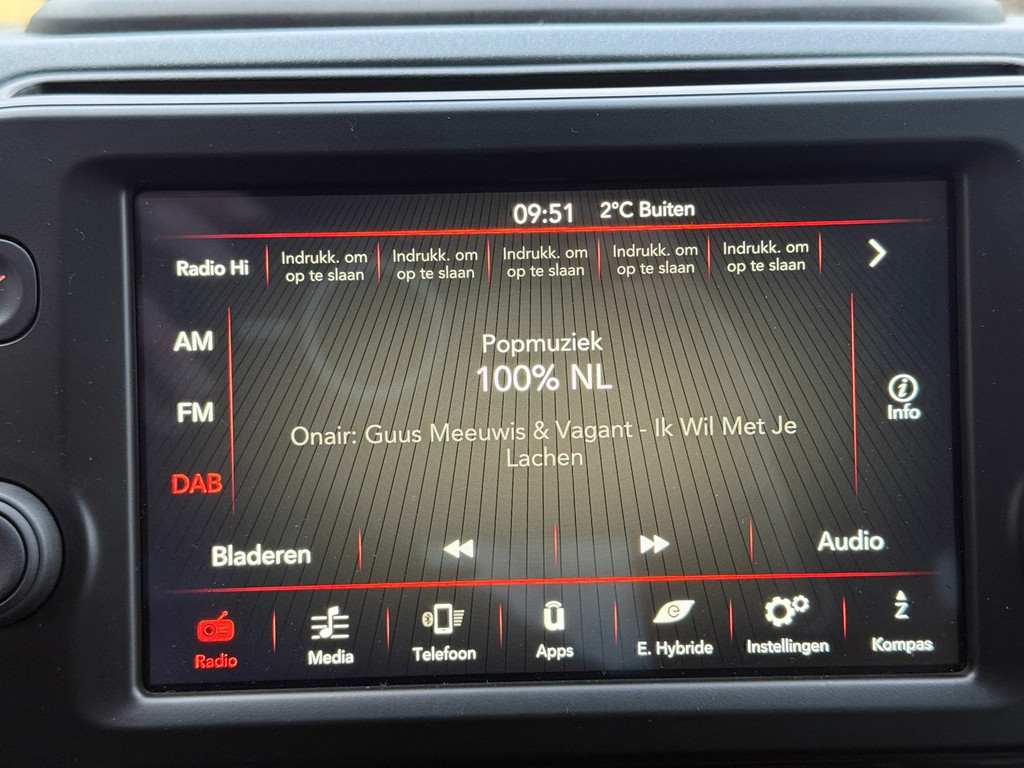 09:51 2°C Buiten
Radio Hi
Indrukk. om
op te slaan
Indrukk. om
op te slaan
Indrukk. om
op te slaan
Indrukk. om
op te slaan
Indrukk. om
op te slaan
AM
FM
DAB
Popmuziek
100% NL
Onair: Guus Meeuwis & Vagant - Ik Wil Met Je
Lachen
Info
Bladeren
Audio
Radio
Media
Telefoon
Apps
E. Hybride
Instellingen
Z
Kompas